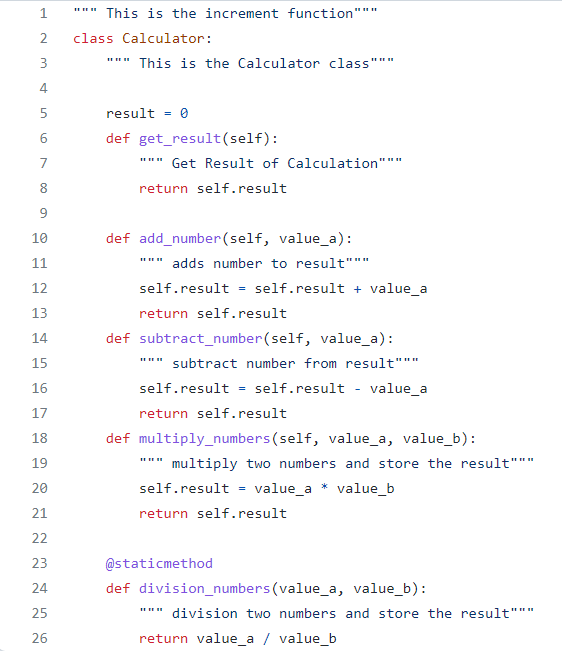 1 """ This is the increment function"""
2 class Calculator:
3     """ This is the Calculator class"""
4
5     result = 0
6     def get_result(self):
7         """ Get Result of Calculation"""
8         return self.result
9
10     def add_number(self, value_a):
11         """ adds number to result"""
12         self.result = self.result + value_a
13         return self.result
14     def subtract_number(self, value_a):
15         """ subtract number from result"""
16         self.result = self.result - value_a
17         return self.result
18     def multiply_numbers(self, value_a, value_b):
19         """ multiply two numbers and store the result"""
20         self.result = value_a * value_b
21         return self.result
22
23     @staticmethod
24     def division_numbers(value_a, value_b):
25         """ division two numbers and store the result"""
26         return value_a / value_b